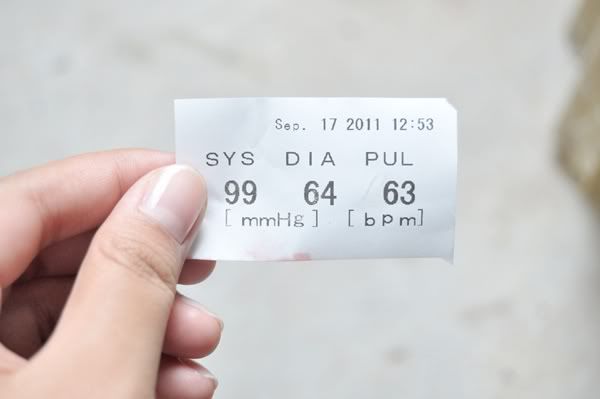 Sep. 17 2011 12:53
SYS DIA PUL
99 64 63
[ mmHg ] [ bpm]